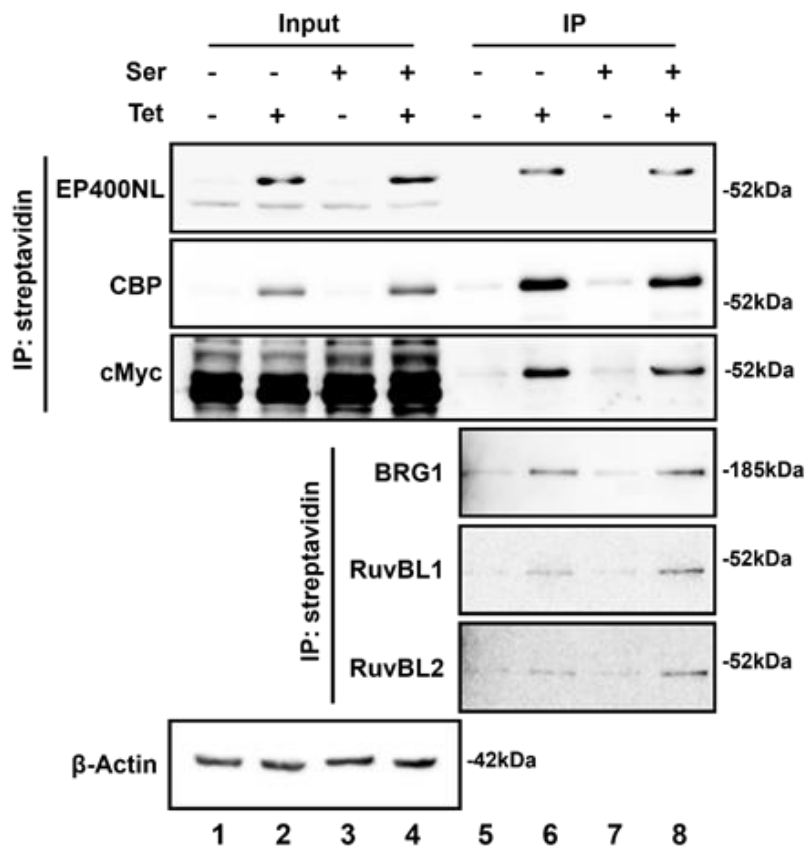 Input IP
Ser - - + + - - + +
Tet - + - + - + - +
IP: streptavidin
EP400NL -52kDa
CBP -52kDa
cMyc -52kDa
IP: streptavidin
BRG1 -185kDa
RuvBL1 -52kDa
RuvBL2 -52kDa
β-Actin -42kDa
1 2 3 4 5 6 7 8